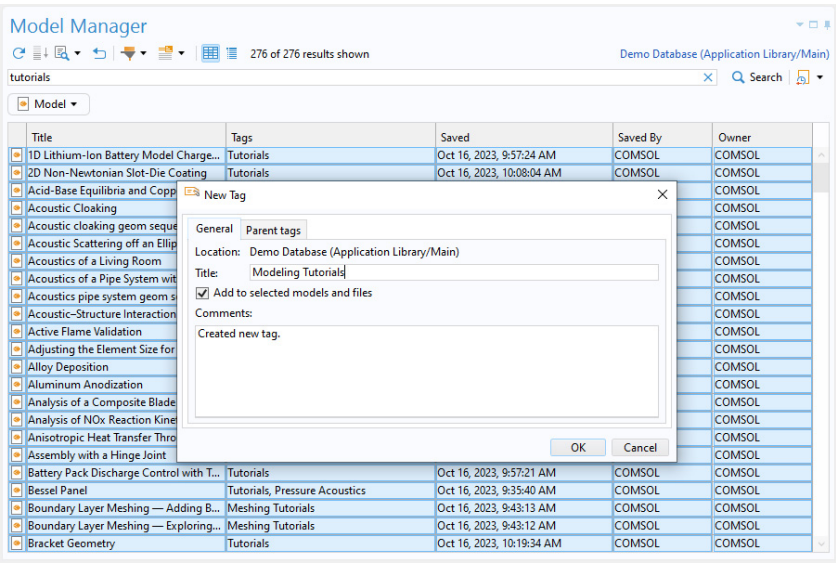 Model Manager
276 of 276 results shown Demo Database (Application Library/Main)
tutorials Search
Model
Title Tags Saved Saved By Owner
1D Lithium-Ion Battery Model Charge... Tutorials Oct 16, 2023, 9:57:24 AM COMSOL COMSOL
2D Non-Newtonian Slot-Die Coating Tutorials Oct 16, 2023, 10:08:04 AM COMSOL COMSOL
Acid-Base Equilibria and Copp COMSOL
Acoustic Cloaking COMSOL
Acoustic cloaking geom seque COMSOL
Acoustic Scattering off an Ellip COMSOL
Acoustics of a Living Room COMSOL
Acoustics of a Pipe System wit COMSOL
Acoustics pipe system geom s COMSOL
Acoustic–Structure Interaction COMSOL
Active Flame Validation COMSOL
Adjusting the Element Size for COMSOL
Alloy Deposition COMSOL
Aluminum Anodization COMSOL
Analysis of a Composite Blade COMSOL
Analysis of NOx Reaction Kinet COMSOL
Anisotropic Heat Transfer Thro COMSOL
Assembly with a Hinge Joint COMSOL
Battery Pack Discharge Control with T... Tutorials Oct 16, 2023, 9:57:21 AM COMSOL COMSOL
Bessel Panel Tutorials, Pressure Acoustics Oct 16, 2023, 9:35:40 AM COMSOL COMSOL
Boundary Layer Meshing — Adding B... Meshing Tutorials Oct 16, 2023, 9:43:13 AM COMSOL COMSOL
Boundary Layer Meshing — Exploring... Meshing Tutorials Oct 16, 2023, 9:43:12 AM COMSOL COMSOL
Bracket Geometry Tutorials Oct 16, 2023, 10:19:34 AM COMSOL COMSOL
New Tag
General Parent tags
Location: Demo Database (Application Library/Main)
Title: Modeling Tutorials
Add to selected models and files
Comments:
Created new tag.
OK Cancel